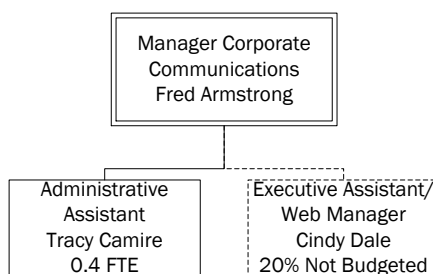 Manager Corporate
Communications
Fred Armstrong
Administrative
Assistant
Tracy Camire
0.4 FTE
Executive Assistant/
Web Manager
Cindy Dale
20% Not Budgeted